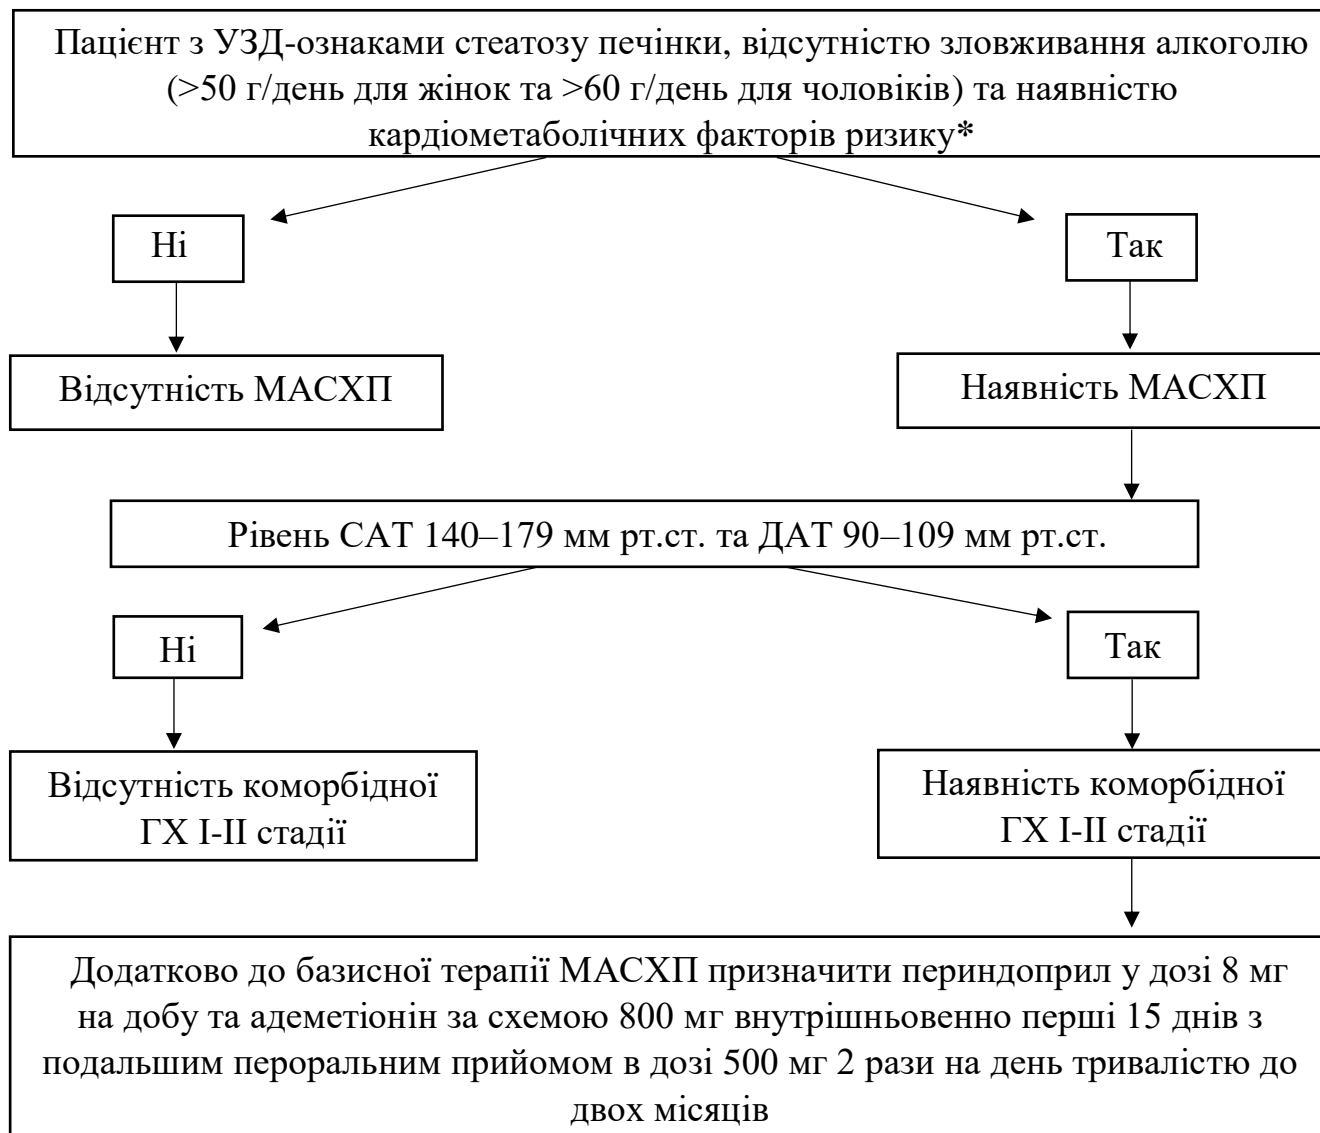 Пацієнт з УЗД-ознаками стеатозу печінки, відсутністю зловживання алкоголю
(>50 г/день для жінок та >60 г/день для чоловіків) та наявністю
кардіометаболічних факторів ризику*
Ні
Так
Відсутність МАСХП
Наявність МАСХП
Рівень САТ 140–179 мм рт.ст. та ДАТ 90–109 мм рт.ст.
Ні
Так
Відсутність коморбідної
ГХ І-ІІ стадії
Наявність коморбідної
ГХ І-ІІ стадії
Додатково до базисної терапії МАСХП призначити периндоприл у дозі 8 мг
на добу та адеметіонін за схемою 800 мг внутрішньовенно перші 15 днів з
подальшим пероральним прийомом в дозі 500 мг 2 рази на день тривалістю до
двох місяців